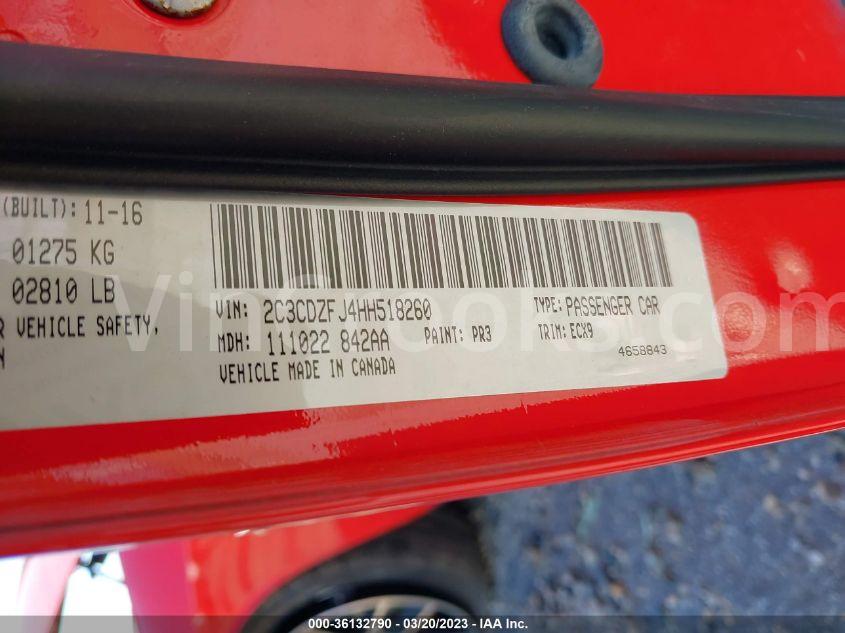 (BUILT): 11-16
01275 KG
02810 LB
VEHICLE SAFETY,
VIN: 2C3CDZFJ4HH518260
TYPE: PASSENGER CAR
MDH: 111022 842AA
PAINT: PR3
TRIM: ECX9
VEHICLE MADE IN CANADA
4658843
000-36132790 - 03/20/2023 - IAA Inc.